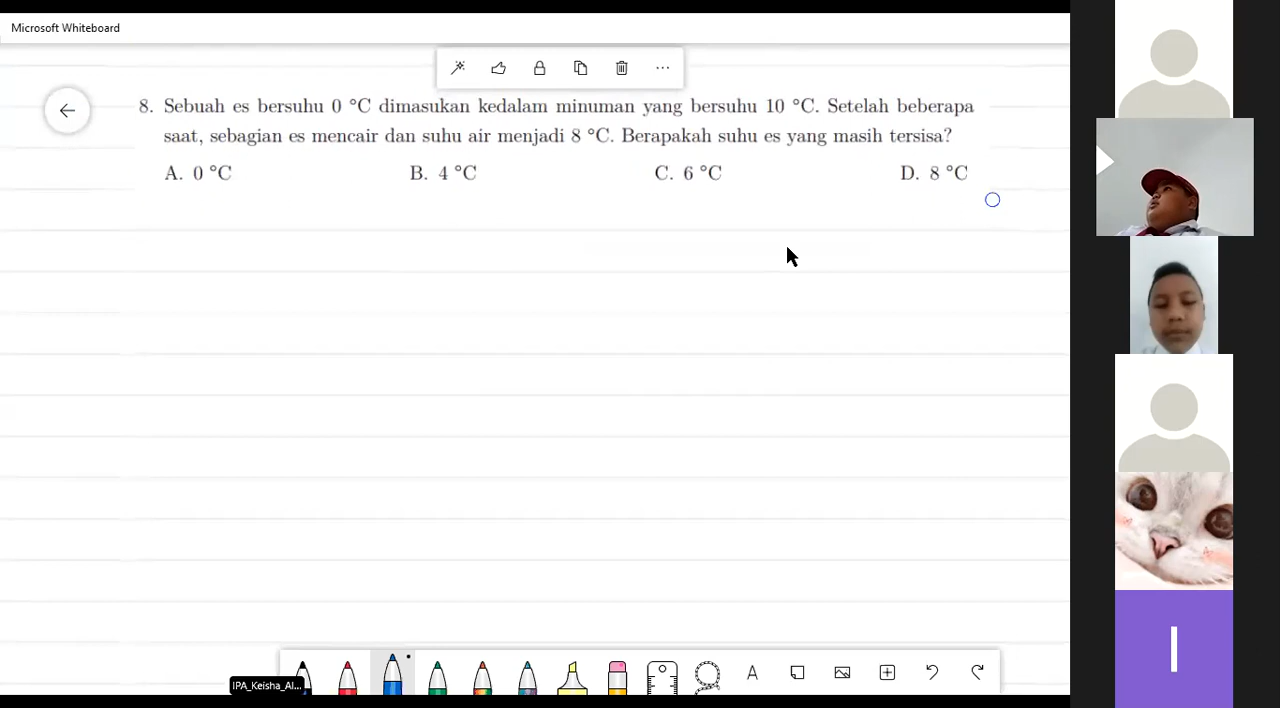 Microsoft Whiteboard
8. Sebuah es bersuhu 0 °C dimasukan kedalam minuman yang bersuhu 10 °C. Setelah beberapa
saat, sebagian es mencair dan suhu air menjadi 8 °C. Berapakah suhu es yang masih tersisa?
A. 0 °C B. 4 °C C. 6 °C D. 8 °C
A
IPA_Keisha_Al...
I